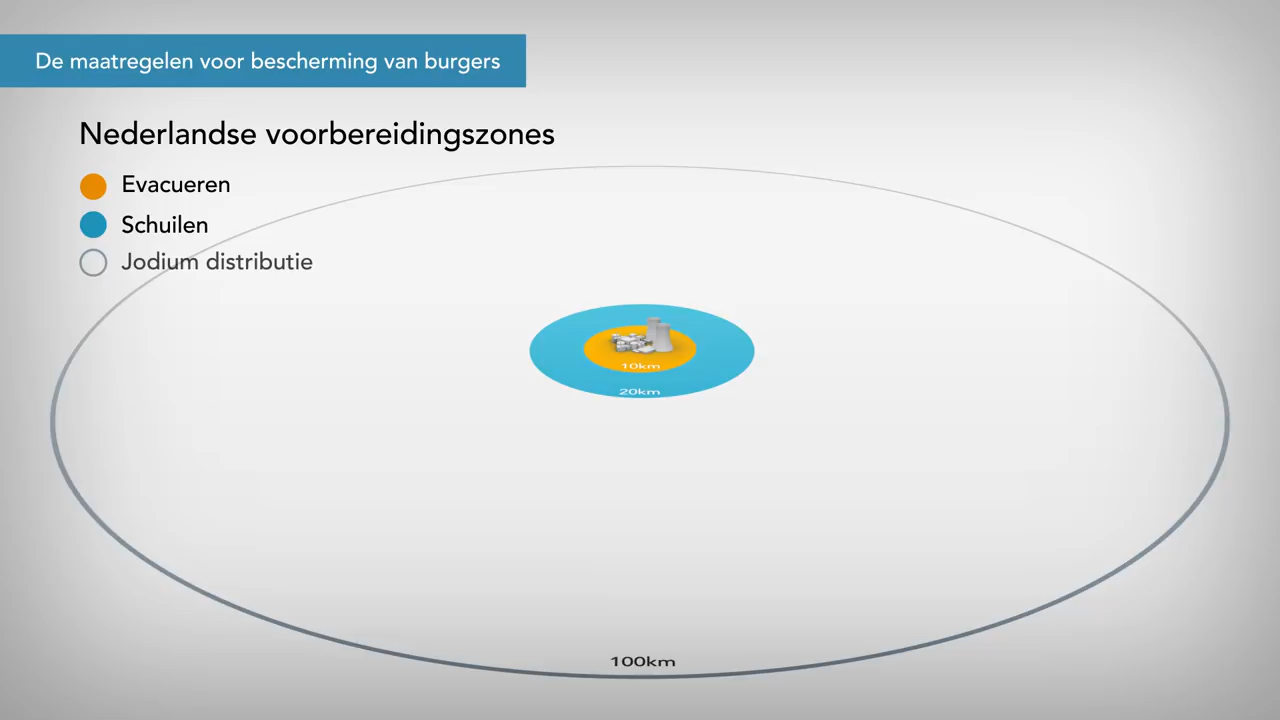 De maatregelen voor bescherming van burgers
Nederlandse voorbereidingszones
Evacueren
Schuilen
Jodium distributie
10km
20km
100km